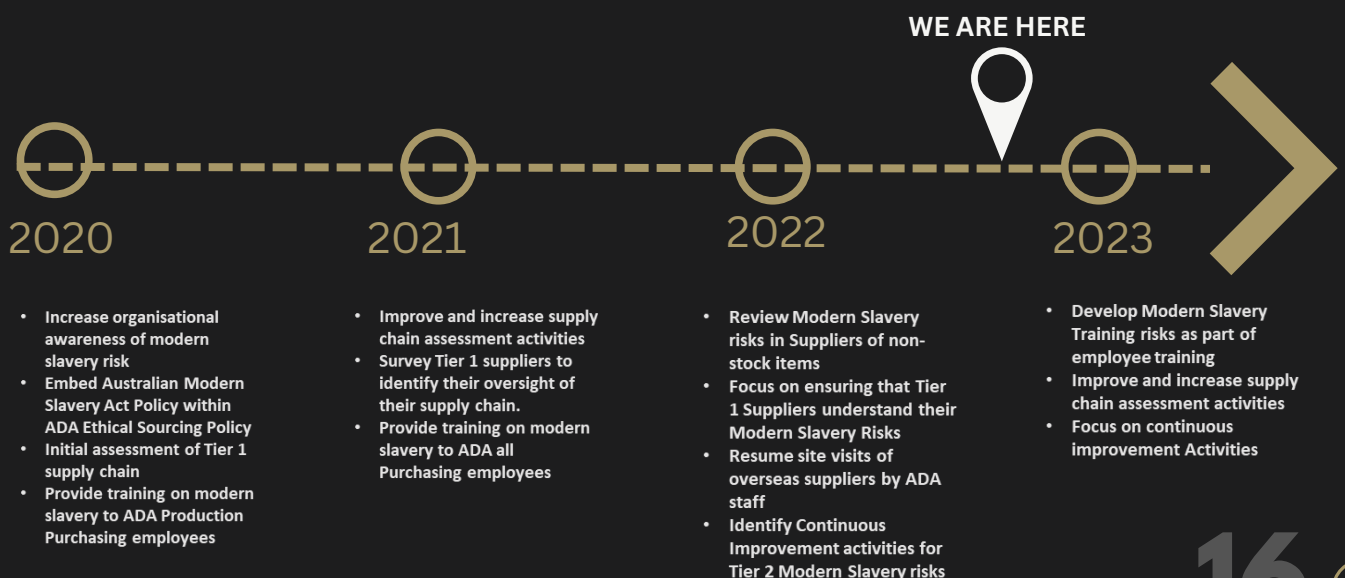 WE ARE HERE
2020
2021
2022
2023
• Increase organisational
awareness of modern
slavery risk
• Embed Australian Modern
Slavery Act Policy within
ADA Ethical Sourcing Policy
• Initial assessment of Tier 1
supply chain
• Provide training on modern
slavery to ADA Production
Purchasing employees
• Improve and increase supply
chain assessment activities
• Survey Tier 1 suppliers to
identify their oversight of
their supply chain.
• Provide training on modern
slavery to ADA all
Purchasing employees
• Review Modern Slavery
risks in Suppliers of non-
stock items
• Focus on ensuring that Tier
1 Suppliers understand their
Modern Slavery Risks
• Resume site visits of
overseas suppliers by ADA
staff
• Identify Continuous
Improvement activities for
Tier 2 Modern Slavery risks
• Develop Modern Slavery
Training risks as part of
employee training
• Improve and increase supply
chain assessment activities
• Focus on continuous
improvement Activities
16